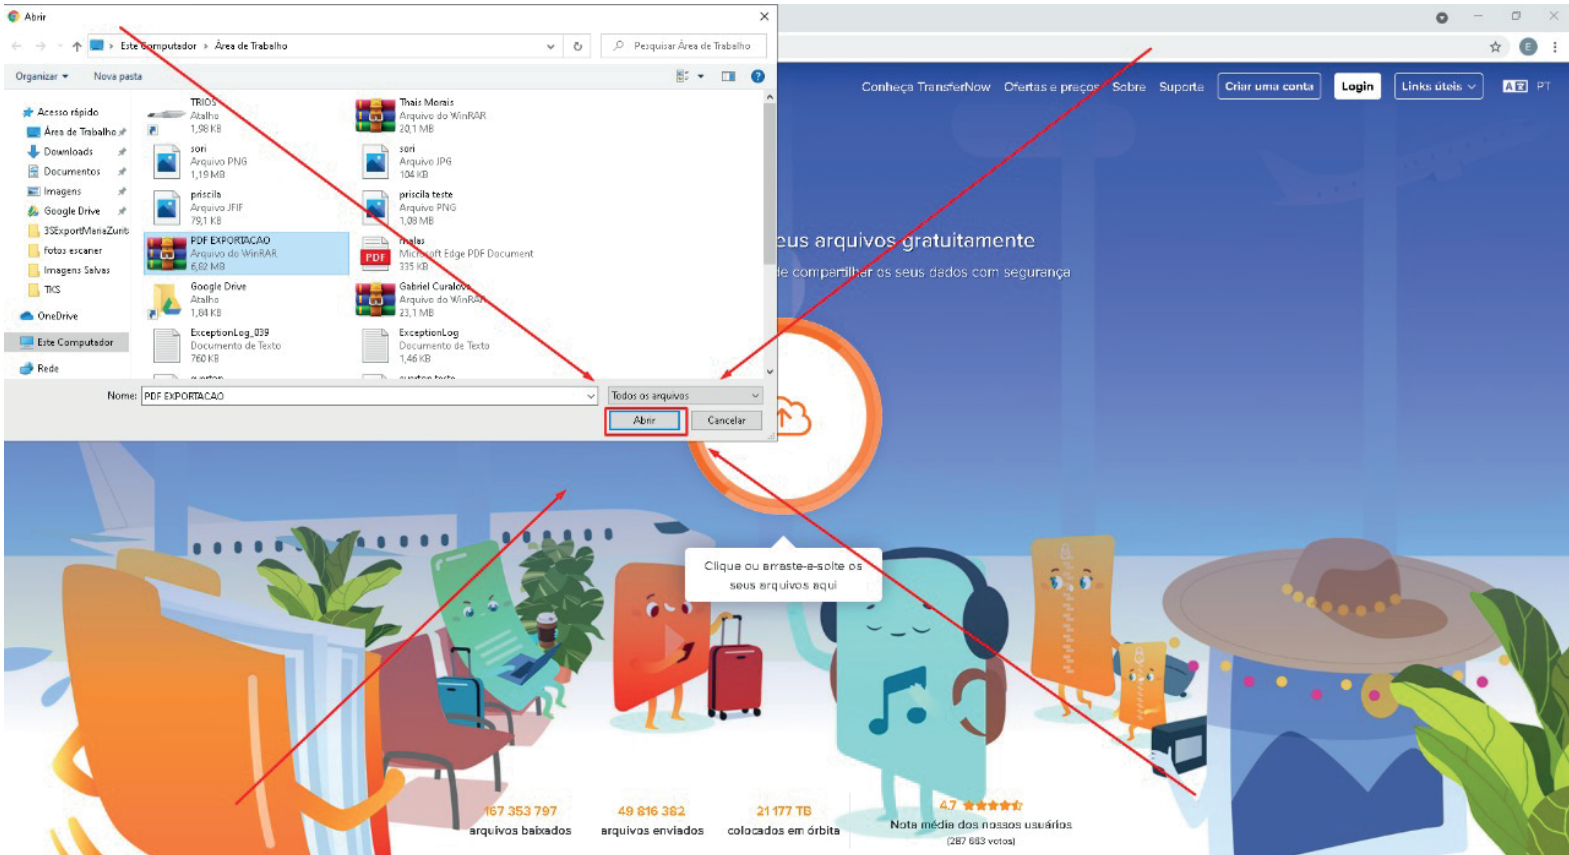 Abrir
Este Computador › Área de Trabalho
Pesquisar Área de Trabalho
Organizar
Nova pasta
Acesso rápido
Área de Trabalho
Downloads
Documentos
Imagens
Google Drive
3SExportMariaZurit
fotos escaner
Imagens Salvas
TKS
OneDrive
Este Computador
Rede
TRIOS
Atalho
1,98 KB
Thais Morais
Arquivo do WinRAR
20,1 MB
sori
Arquivo PNG
1,19 MB
sori
Arquivo JPG
104 KB
priscila
Arquivo JFIF
79,1 KB
priscila teste
Arquivo PNG
1,08 MB
PDF EXPORTACAO
Arquivo do WinRAR
6,82 MB
PDF
malas
Microsoft Edge PDF Document
335 KB
Google Drive
Atalho
1,84 KB
Gabriel Curalova
Arquivo do WinRAR
23,1 MB
ExceptionLog_039
Documento de Texto
760 KB
ExceptionLog
Documento de Texto
1,46 KB
Nome: PDF EXPORTACAO
Todos os arquivos
Abrir
Cancelar
E
Conheça TransferNow Ofertas e preços Sobre Suporte Criar uma conta Login Links úteis PT
eus arquivos gratuitamente
de compartilhar os seus dados com segurança
Clique ou arraste-e-solte os
seus arquivos aqui
167 353 797
arquivos baixados
49 816 382
arquivos enviados
21 177 TB
colocados em órbita
4.7
Nota média dos nossos usuários
(287 663 votos)